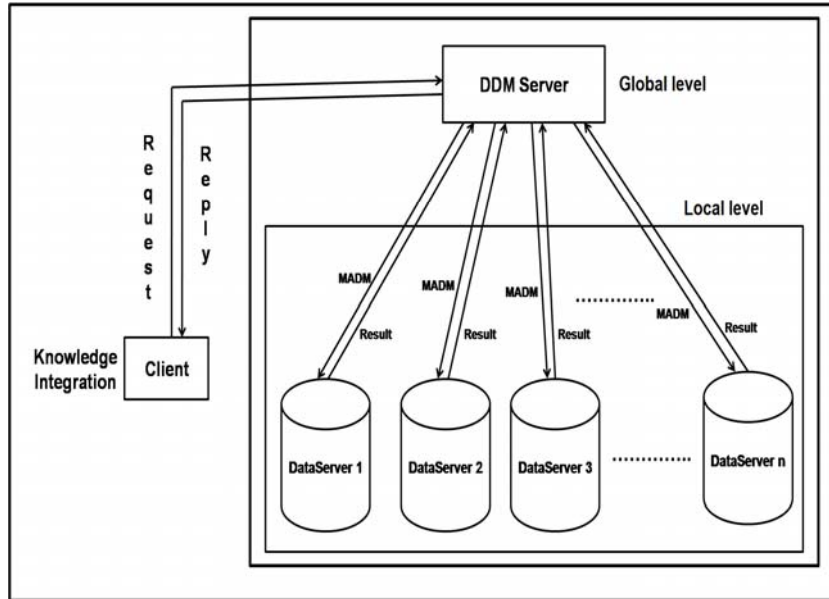 DDM Server
Global level
Request
Reply
Local level
MADM
MADM
MADM
MADM
Result
Result
Result
Result
Knowledge
Integration
Client
DataServer 1
DataServer 2
DataServer 3
DataServer n